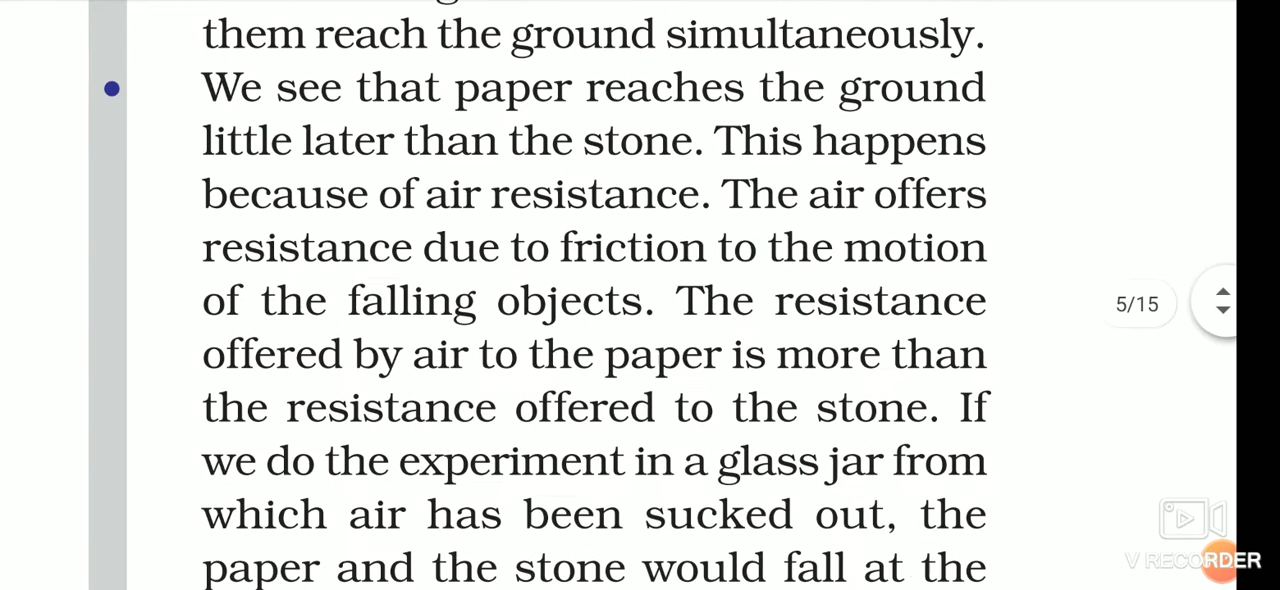 them reach the ground simultaneously.
We see that paper reaches the ground
little later than the stone. This happens
because of air resistance. The air offers
resistance due to friction to the motion
of the falling objects. The resistance
5/15
offered by air to the paper is more than
the resistance offered to the stone. If
we do the experiment in a glass jar from
which air has been sucked out, the
paper and the stone would fall at the
V RECORDER